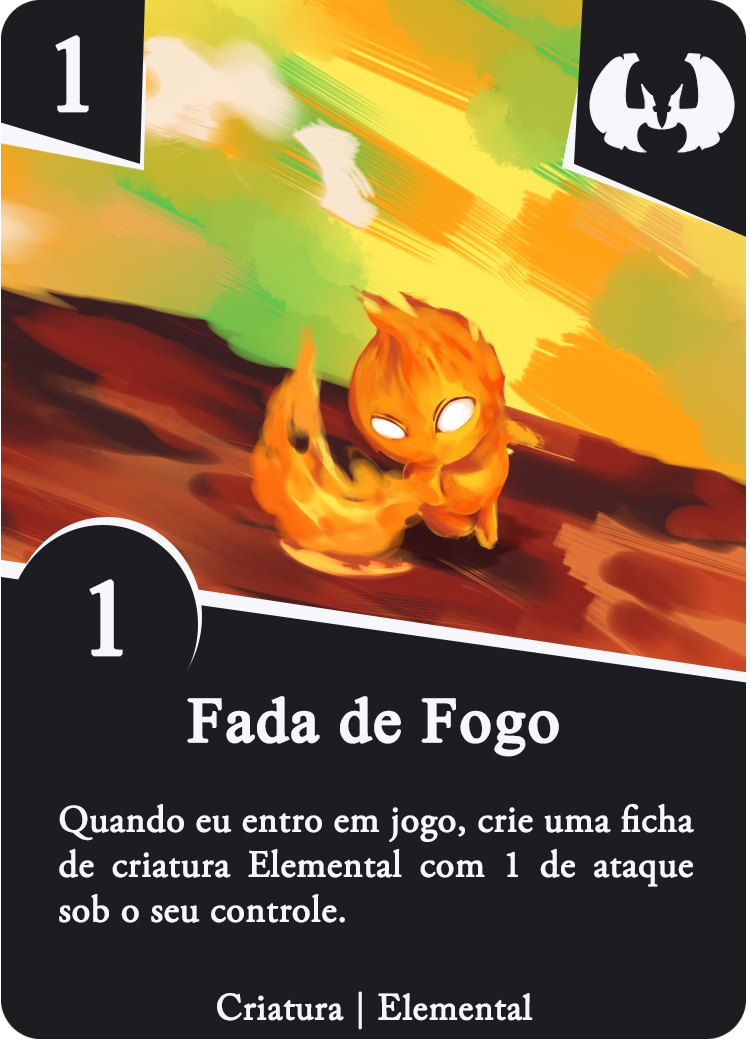 1
1
Fada de Fogo
Quando eu entro em jogo, crie uma ficha
de criatura Elemental com 1 de ataque
sob o seu controle.
Criatura | Elemental